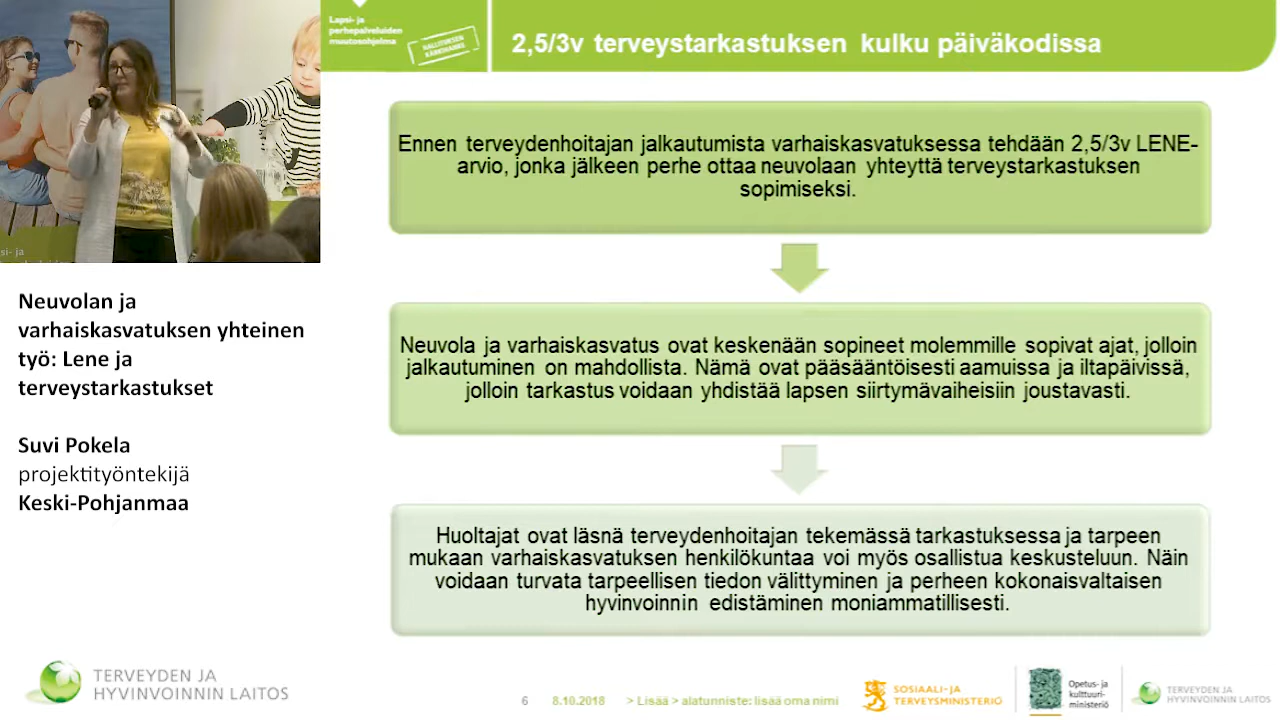 Lapsi- ja
perhepalveluiden
muutosohjelma
HALLITUKSEN
KÄRKIHANKE
2,5/3v terveystarkastuksen kulku päiväkodissa
Ennen terveydenhoitajan jalkautumista varhaiskasvatuksessa tehdään 2,5/3v LENE-
arvio, jonka jälkeen perhe ottaa neuvolaan yhteyttä terveystarkastuksen
sopimiseksi.
Neuvola ja varhaiskasvatus ovat keskenään sopineet molemmille sopivat ajat, jolloin
jalkautuminen on mahdollista. Nämä ovat pääsääntöisesti aamuissa ja iltapäivissä,
jolloin tarkastus voidaan yhdistää lapsen siirtymävaiheisiin joustavasti.
Huoltajat ovat läsnä terveydenhoitajan tekemässä tarkastuksessa ja tarpeen
mukaan varhaiskasvatuksen henkilökuntaa voi myös osallistua keskusteluun. Näin
voidaan turvata tarpeellisen tiedon välittyminen ja perheen kokonaisvaltaisen
hyvinvoinnin edistäminen moniammatillisesti.
si- ja
Neuvolan ja
varhaiskasvatuksen yhteinen
työ: Lene ja
terveystarkastukset
Suvi Pokela
projektityöntekijä
Keski-Pohjanmaa
TERVEYDEN JA
HYVINVOINNIN LAITOS
6 8.10.2018 > Lisää > alatunniste: lisää oma nimi
SOSIAALI- JA
TERVEYSMINISTERIÖ
Opetus- ja
kulttuuri-
ministeriö
TERVEYDEN JA
HYVINVOINNIN LAITOS